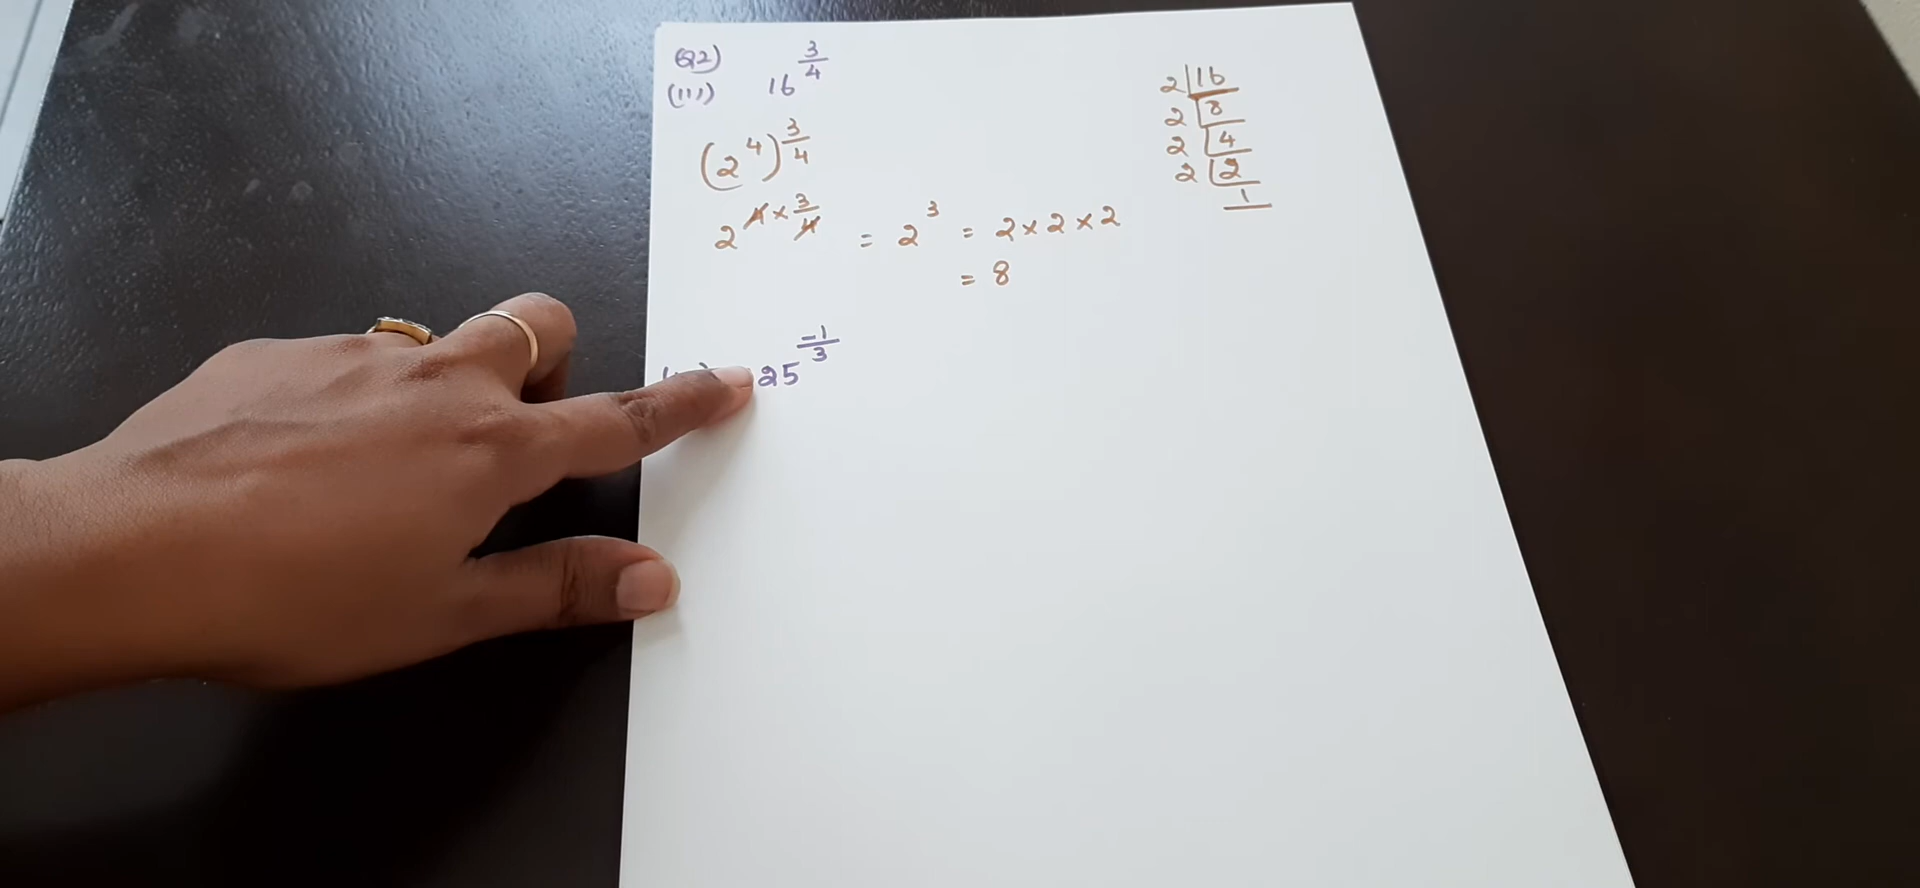 Q2)
(iii) 16^(3/4)
(2^4)^(3/4)
2^(4×3/4) = 2^3 = 2×2×2
= 8
25^(-1/3)
2|16
2|8
2|4
2|2
1